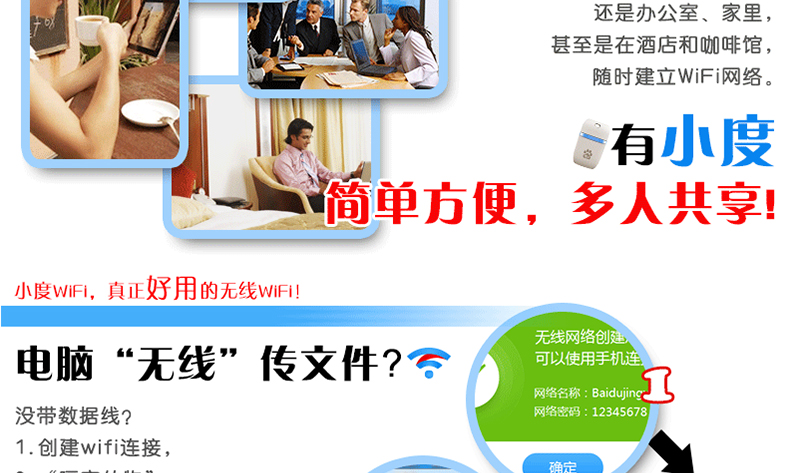 还是办公室、家里，
甚至是在酒店和咖啡馆，
随时建立WiFi网络。
有小度
简单方便，多人共享!
小度WiFi，真正好用的无线WiFi!
电脑“无线”传文件?
无线网络创建
可以使用手机连
网络名称：Baidujing
网络密码：12345678
1
确定
没带数据线?
1.创建wifi连接，